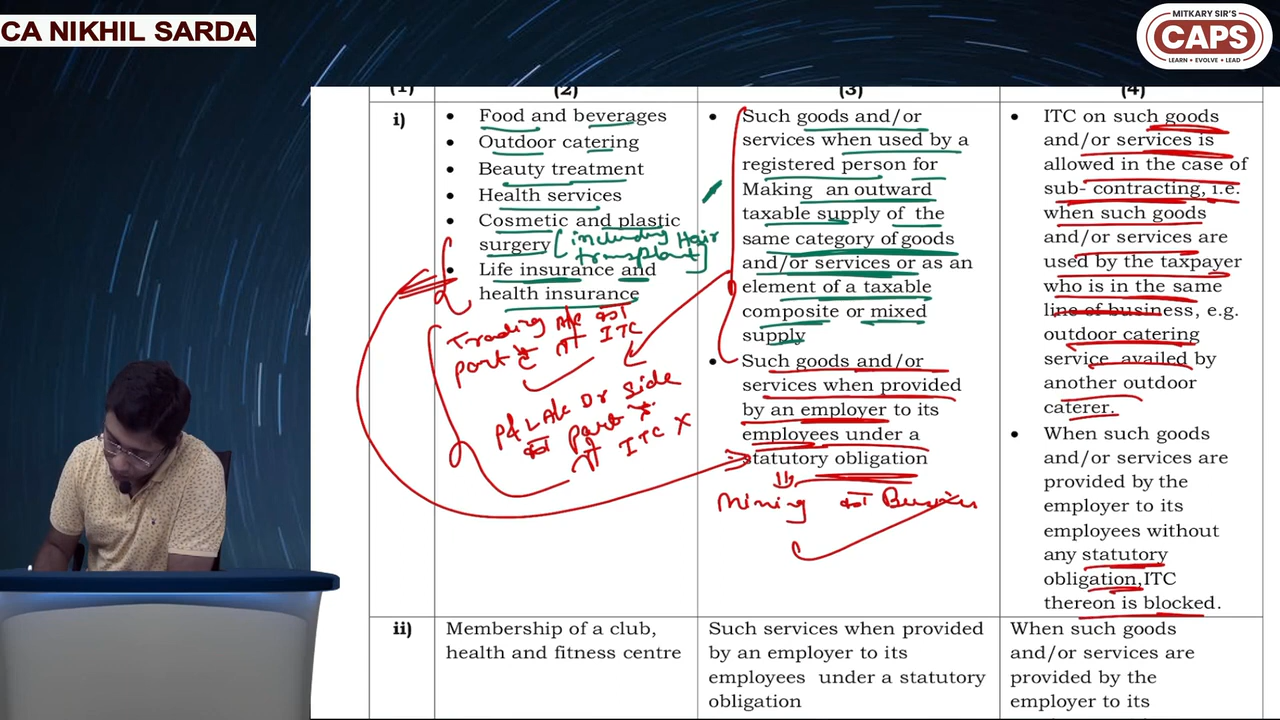 CA NIKHIL SARDA
MITKARY SIR'S
CAPS
LEARN • EVOLVE • LEAD
(1)
(2)
(3)
(4)
i)
• Food and beverages
• Outdoor catering
• Beauty treatment
• Health services
• Cosmetic and plastic
surgery [including Hair
transplant]
• Life insurance and
health insurance
Trading A/c का
part है तो ITC
P&L A/c Dr Side
का part है
तो ITC X
• Such goods and/or
services when used by a
registered person for
Making an outward
taxable supply of the
same category of goods
and/or services or as an
element of a taxable
composite or mixed
supply
• Such goods and/or
services when provided
by an employer to its
employees under a
statutory obligation
Mining का Business
• ITC on such goods
and/or services is
allowed in the case of
sub- contracting, i.e.
when such goods
and/or services are
used by the taxpayer
who is in the same
line of business, e.g.
outdoor catering
service availed by
another outdoor
caterer.
• When such goods
and/or services are
provided by the
employer to its
employees without
any statutory
obligation,ITC
thereon is blocked.
ii)
Membership of a club,
health and fitness centre
Such services when provided
by an employer to its
employees under a statutory
obligation
When such goods
and/or services are
provided by the
employer to its